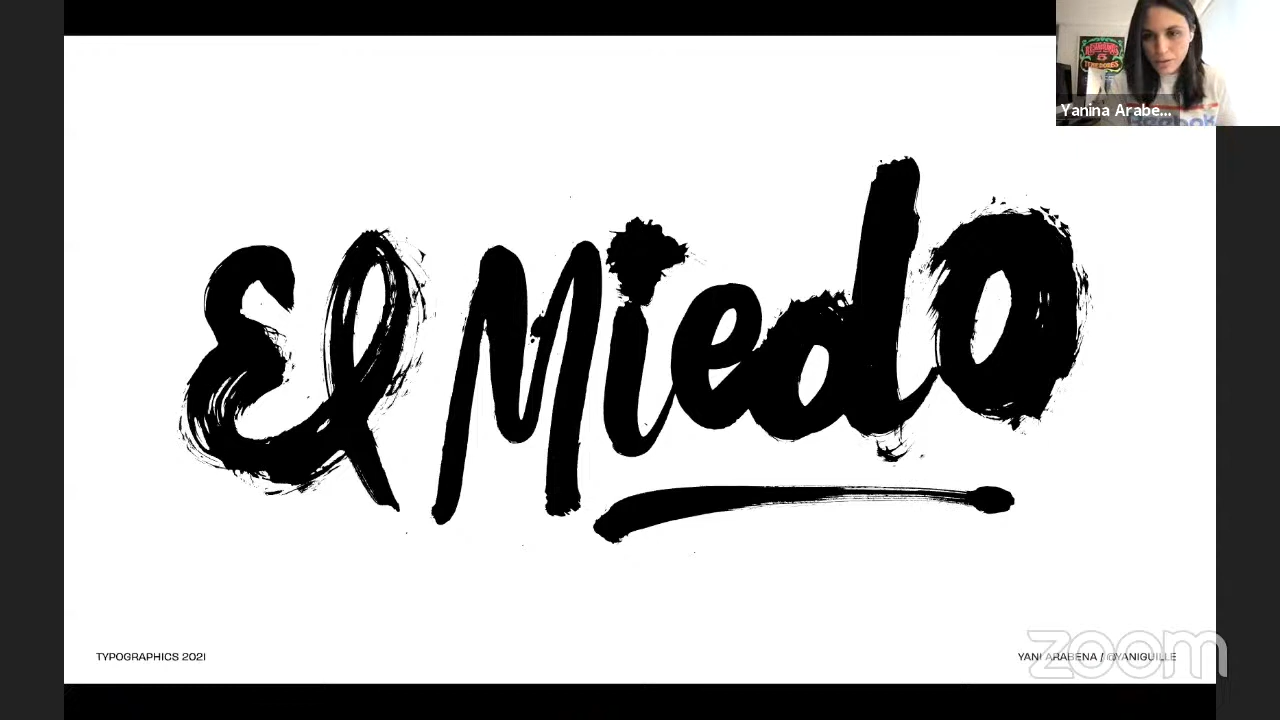 Yanina Arabe...
El Miedo
TYPOGRAPHICS 2021
YANI ARABENA / @YANIGUILLE
zoom